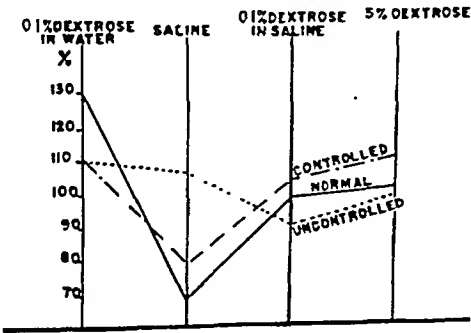 0.1% DEXTROSE IN WATER
SALINE
0.1% DEXTROSE IN SALINE
5% DEXTROSE
%
130
120
110
100
90
80
70
CONTROLLED
NORMAL
UNCONTROLLED